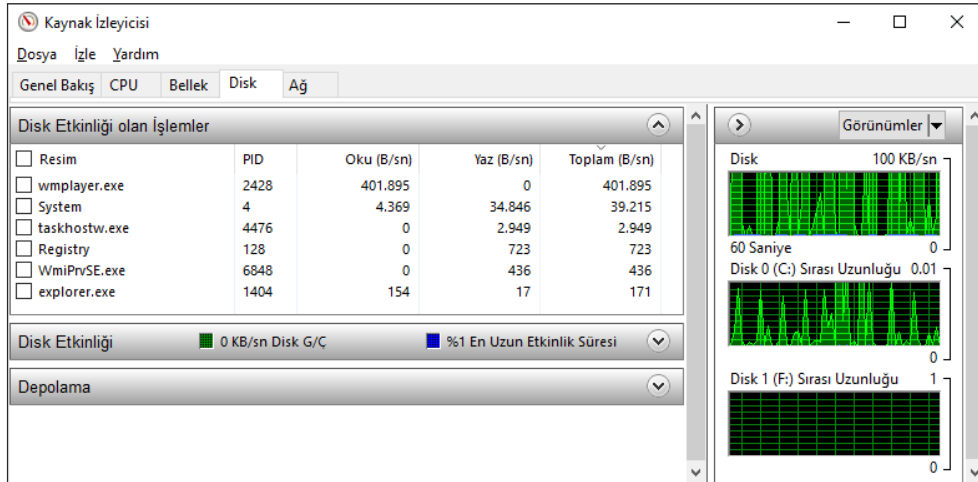 Kaynak İzleyicisi
Dosya İzle Yardım
Genel Bakış CPU Bellek Disk Ağ
Disk Etkinliği olan İşlemler
Resim PID Oku (B/sn) Yaz (B/sn) Toplam (B/sn)
wmplayer.exe 2428 401.895 0 401.895
System 4 4.369 34.846 39.215
taskhostw.exe 4476 0 2.949 2.949
Registry 128 0 723 723
WmiPrvSE.exe 6848 0 436 436
explorer.exe 1404 154 17 171
Disk Etkinliği 0 KB/sn Disk G/Ç %1 En Uzun Etkinlik Süresi
Depolama
Görünümler
Disk 100 KB/sn
60 Saniye 0
Disk 0 (C:) Sırası Uzunluğu 0.01
0
Disk 1 (F:) Sırası Uzunluğu 1
0